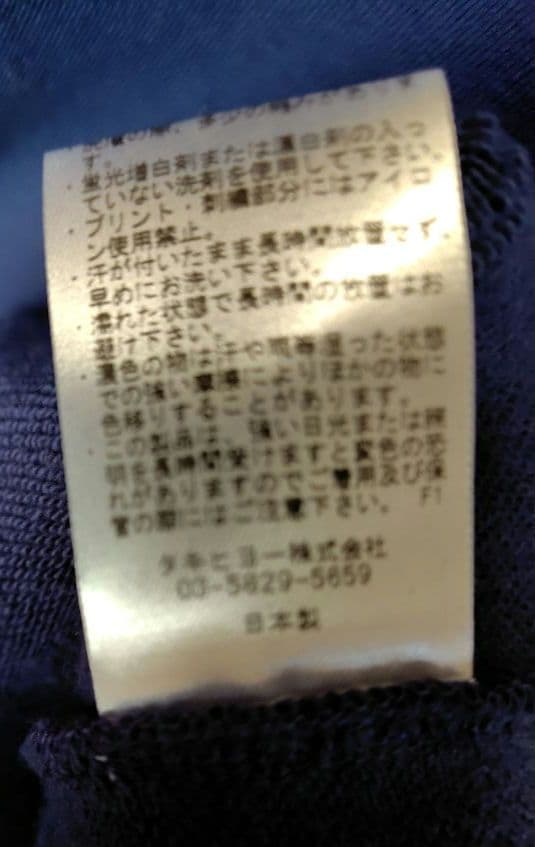 す。
・蛍光増白剤または漂白剤の入っ
ていない洗剤を使用して下さい。
・プリント・刺繍部分にはアイロ
ン使用禁止。
・汗が付いたまま長時間放置せず、
早めにお洗い下さい。
・濡れた状態で長時間の放置はお
避け下さい。
・濃色の物は汗や雨等湿った状態
での強い摩擦によりほかの物に
色移りすることがあります。
・この製品は、強い日光または照
明を長時間受けますと変色の恐
れがありますのでご着用及び保
管の際にはご注意下さい。 F1
タキヒヨー株式会社
03-5829-5659
日本製